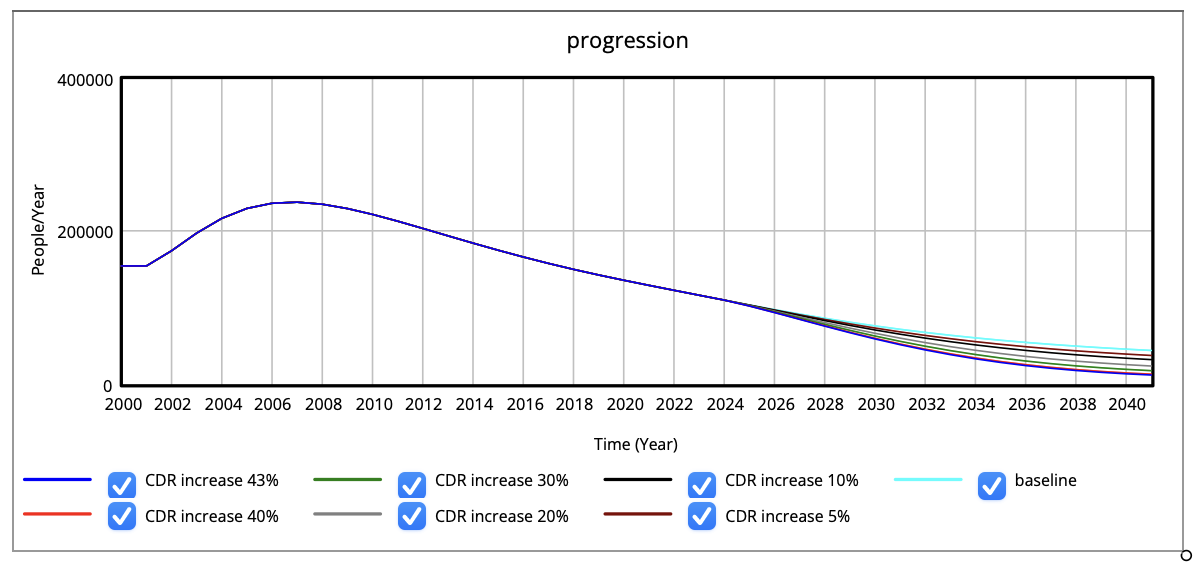 progression
400000
200000
0
People/Year
2000 2002 2004 2006 2008 2010 2012 2014 2016 2018 2020 2022 2024 2026 2028 2030 2032 2034 2036 2038 2040
Time (Year)
CDR increase 43% CDR increase 30% CDR increase 10% baseline
CDR increase 40% CDR increase 20% CDR increase 5%